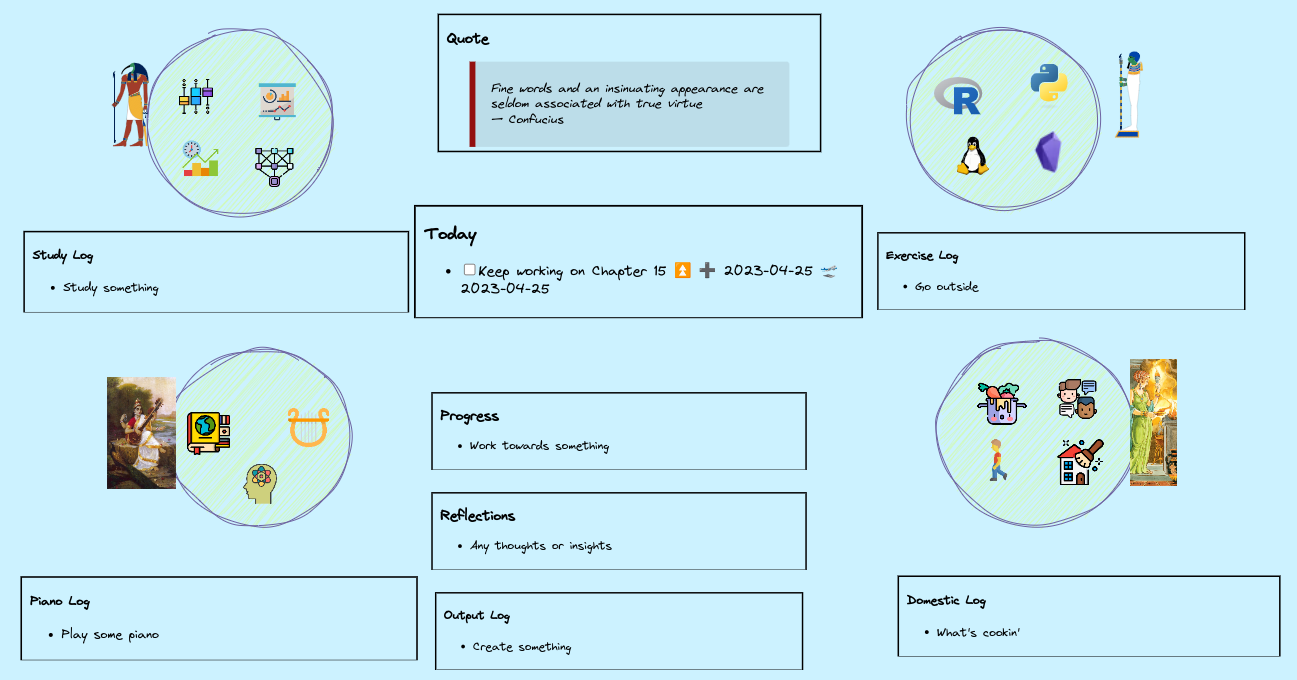 Quote
Fine words and an insinuating appearance are
seldom associated with true virtue
— Confucius
R
Study Log
• Study something
Today
• Keep working on Chapter 15 ⏫ ➕ 2023-04-25 🛫
2023-04-25
Exercise Log
• Go outside
Progress
• Work towards something
Reflections
• Any thoughts or insights
Piano Log
• Play some piano
Output Log
• Create something
Domestic Log
• What's cookin'